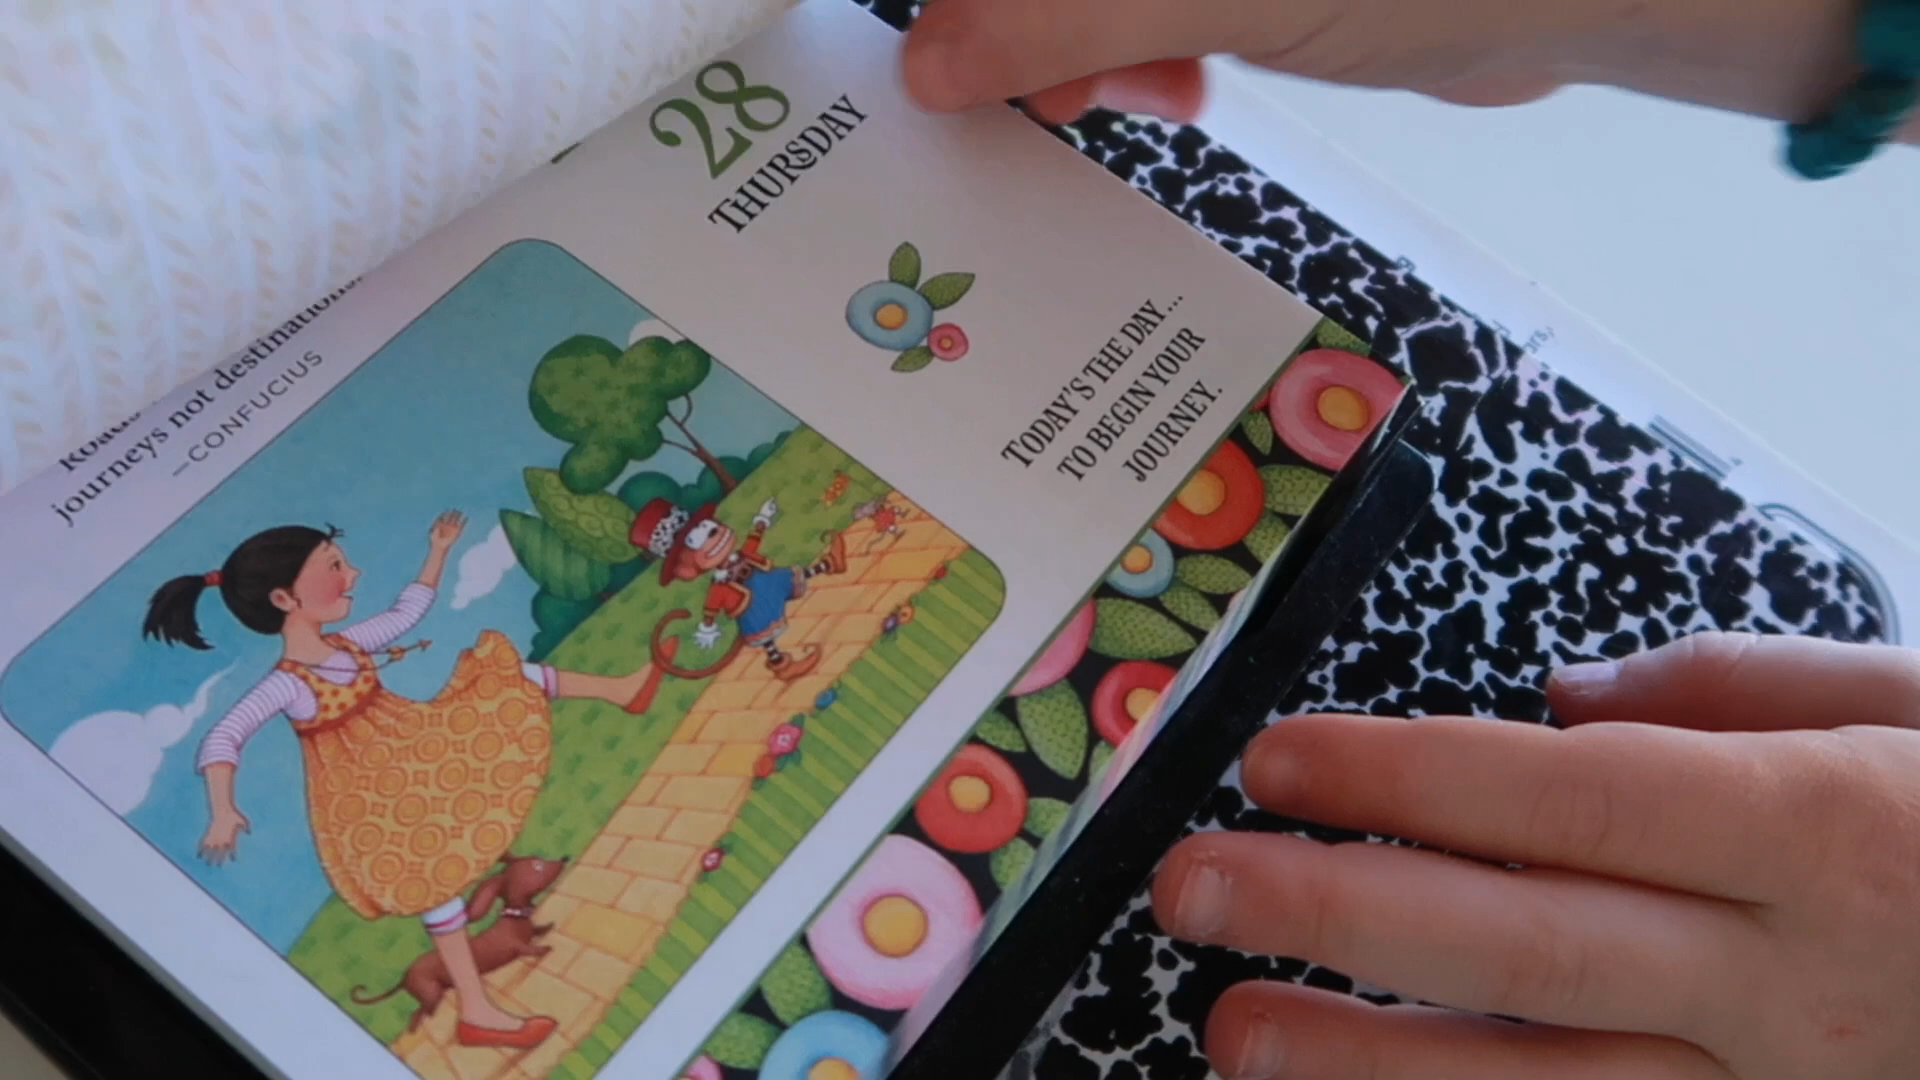 28
THURSDAY
journeys not destinations.
—CONFUCIUS
TODAY'S THE DAY...
TO BEGIN YOUR
JOURNEY.